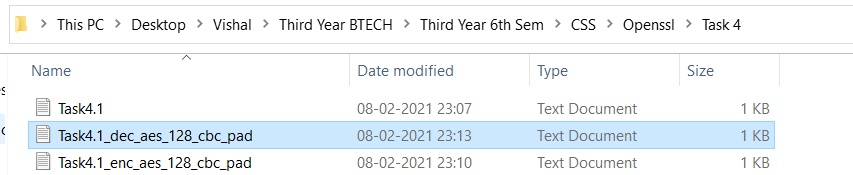 This PC > Desktop > Vishal > Third Year BTECH > Third Year 6th Sem > CSS > Openssl > Task 4
Name Date modified Type Size
Task4.1 08-02-2021 23:07 Text Document 1 KB
Task4.1_dec_aes_128_cbc_pad 08-02-2021 23:13 Text Document 1 KB
Task4.1_enc_aes_128_cbc_pad 08-02-2021 23:10 Text Document 1 KB